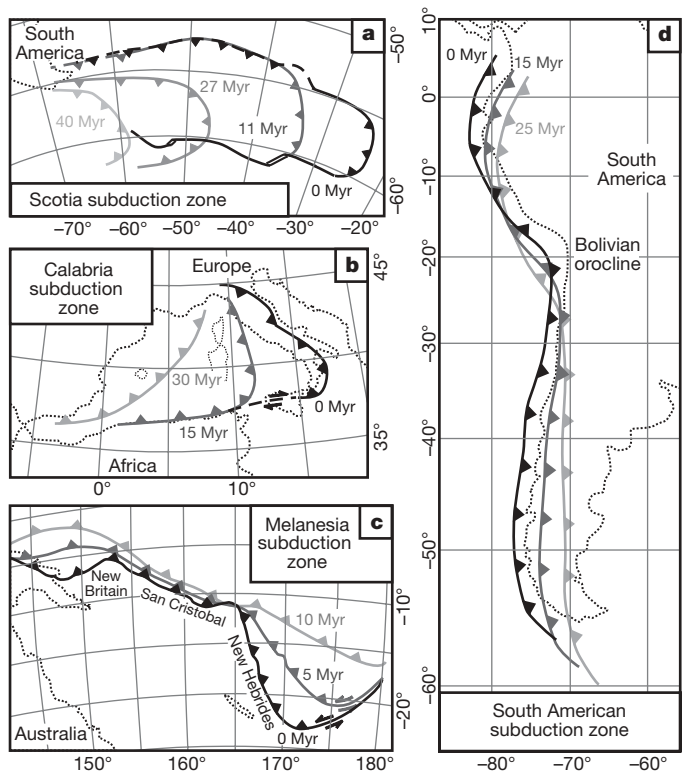 a
South
America
40 Myr
27 Myr
11 Myr
0 Myr
Scotia subduction zone
–50°
–60°
–70° –60° –50° –40° –30° –20°
b
Calabria
subduction
zone
Europe
30 Myr
15 Myr
0 Myr
Africa
45°
35°
0° 10°
c
Melanesia
subduction
zone
New
Britain
San Cristobal
New Hebrides
10 Myr
5 Myr
0 Myr
Australia
–10°
–20°
150° 160° 170° 180°
d
10°
0°
–10°
–20°
–30°
–40°
–50°
–60°
0 Myr
15 Myr
25 Myr
South
America
Bolivian
orocline
South American
subduction zone
–80° –70° –60°